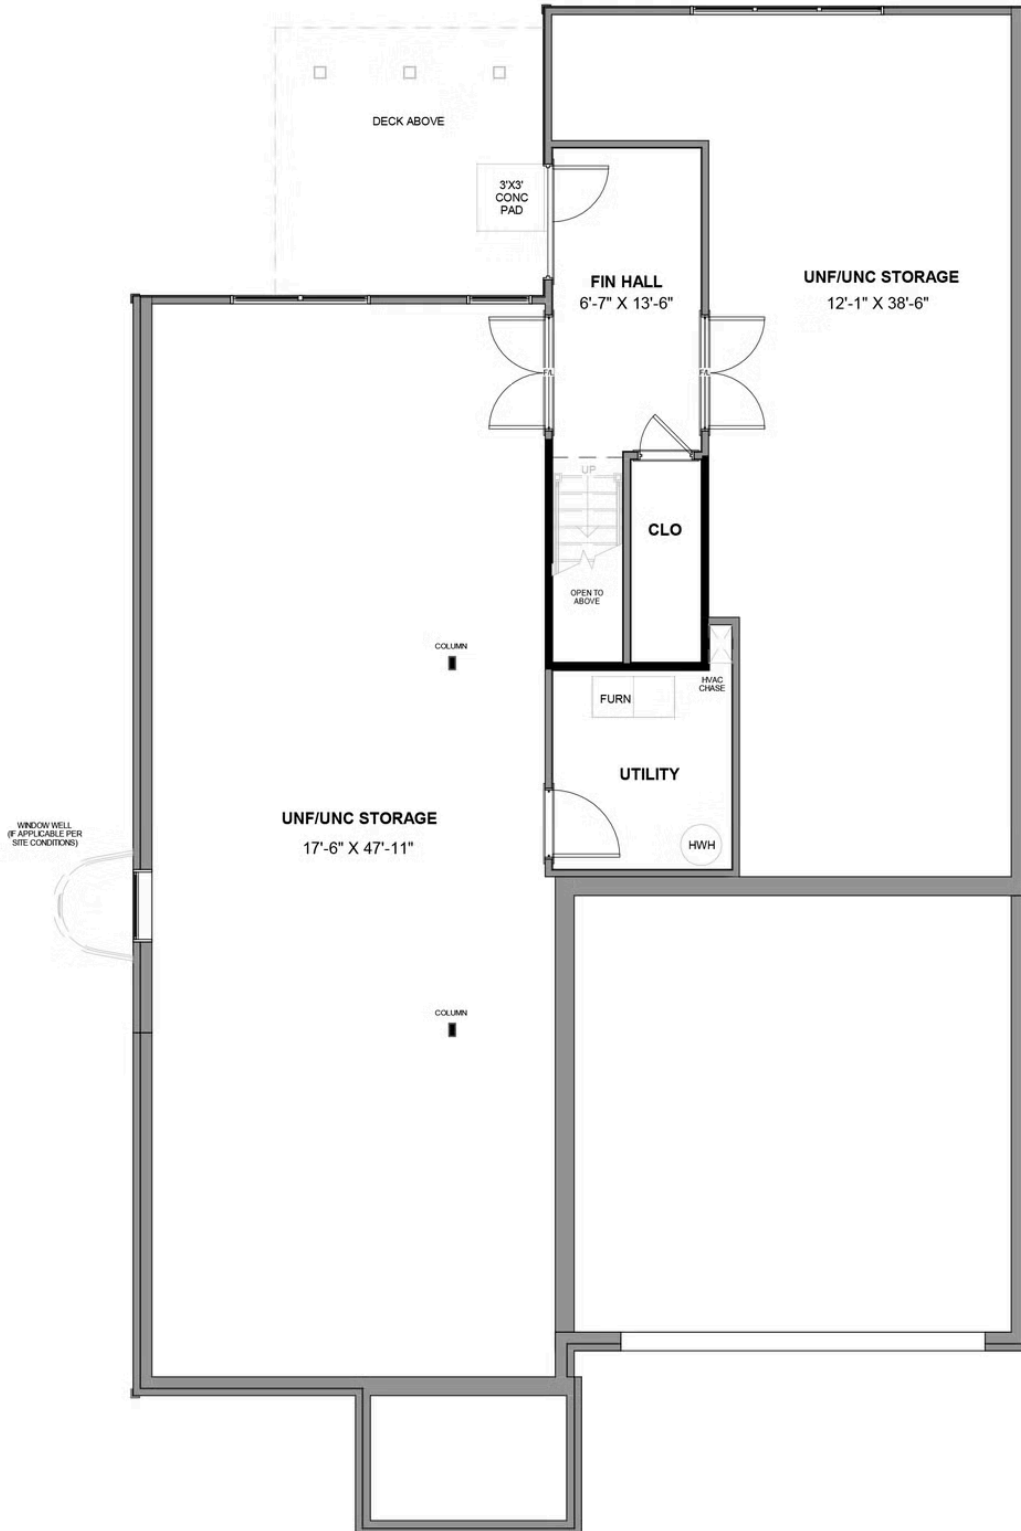 DECK ABOVE
3'X3'
CONC
PAD
FIN HALL
6'-7" X 13'-6"
UNF/UNC STORAGE
12'-1" X 38'-6"
F/L
F/L
UP
CLO
OPEN TO
ABOVE
COLUMN
HVAC
CHASE
FURN
UTILITY
UNF/UNC STORAGE
17'-6" X 47'-11"
WINDOW WELL
(IF APPLICABLE PER
SITE CONDITIONS)
HWH
COLUMN